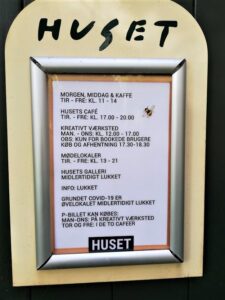 HUSET
MORGEN, MIDDAG & KAFFE
TIR - FRE: KL. 11 - 14
HUSETS CAFÉ
TIR - FRE: KL. 17.00 - 20.00
KREATIVT VÆRKSTED
MAN. - ONS: KL. 12.00 - 17.00
OBS: KUN FOR BOOKEDE BRUGERE
KØB OG AFHENTNING 17.30-18.30
MØDELOKALER
TIR - FRE: KL. 13 - 21
HUSETS GALLERI
MIDLERTIDIGT LUKKET
INFO: LUKKET
GRUNDET COVID-19 ER
ØVELOKALET MIDLERTIDIGT LUKKET
P-BILLET KAN KØBES:
MAN-ONS: PÅ KREATIVT VÆRKSTED
TOR OG FRE: I DE TO CAFEER
HUSET